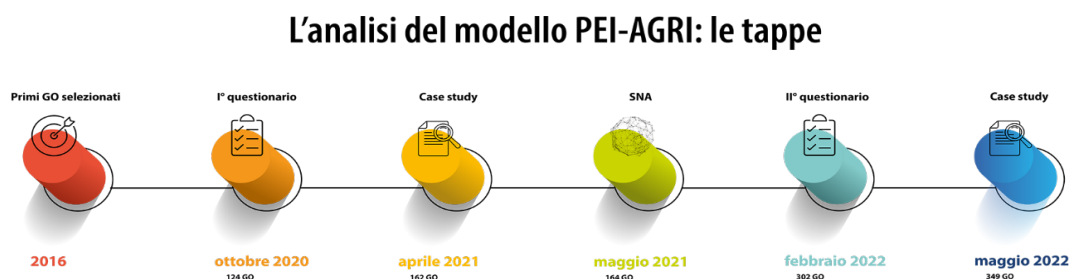 L’analisi del modello PEI-AGRI: le tappe
Primi GO selezionati
I° questionario
Case study
SNA
II° questionario
Case study
2016
ottobre 2020
aprile 2021
maggio 2021
febbraio 2022
maggio 2022
124 GO
162 GO
164 GO
302 GO
349 GO